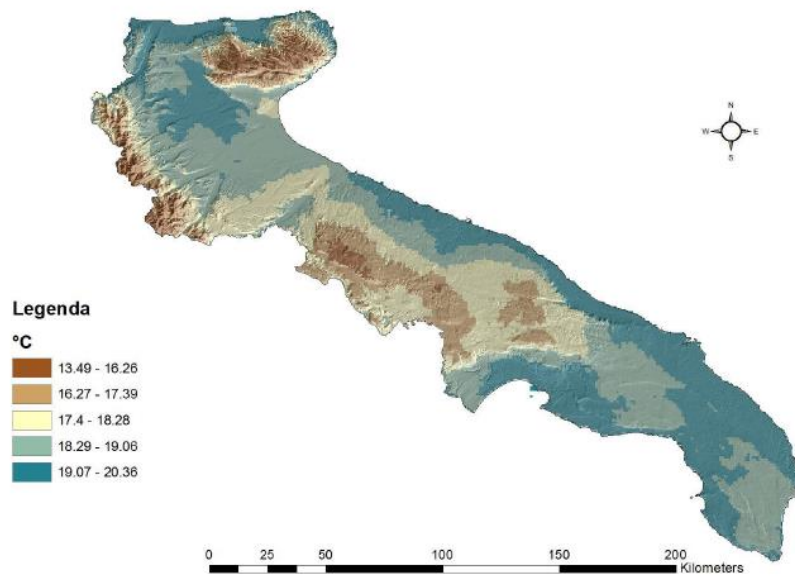 N
W E
S
Legenda
°C
13.49 - 16.26
16.27 - 17.39
17.4 - 18.28
18.29 - 19.06
19.07 - 20.36
0 25 50 100 150 200
Kilometers